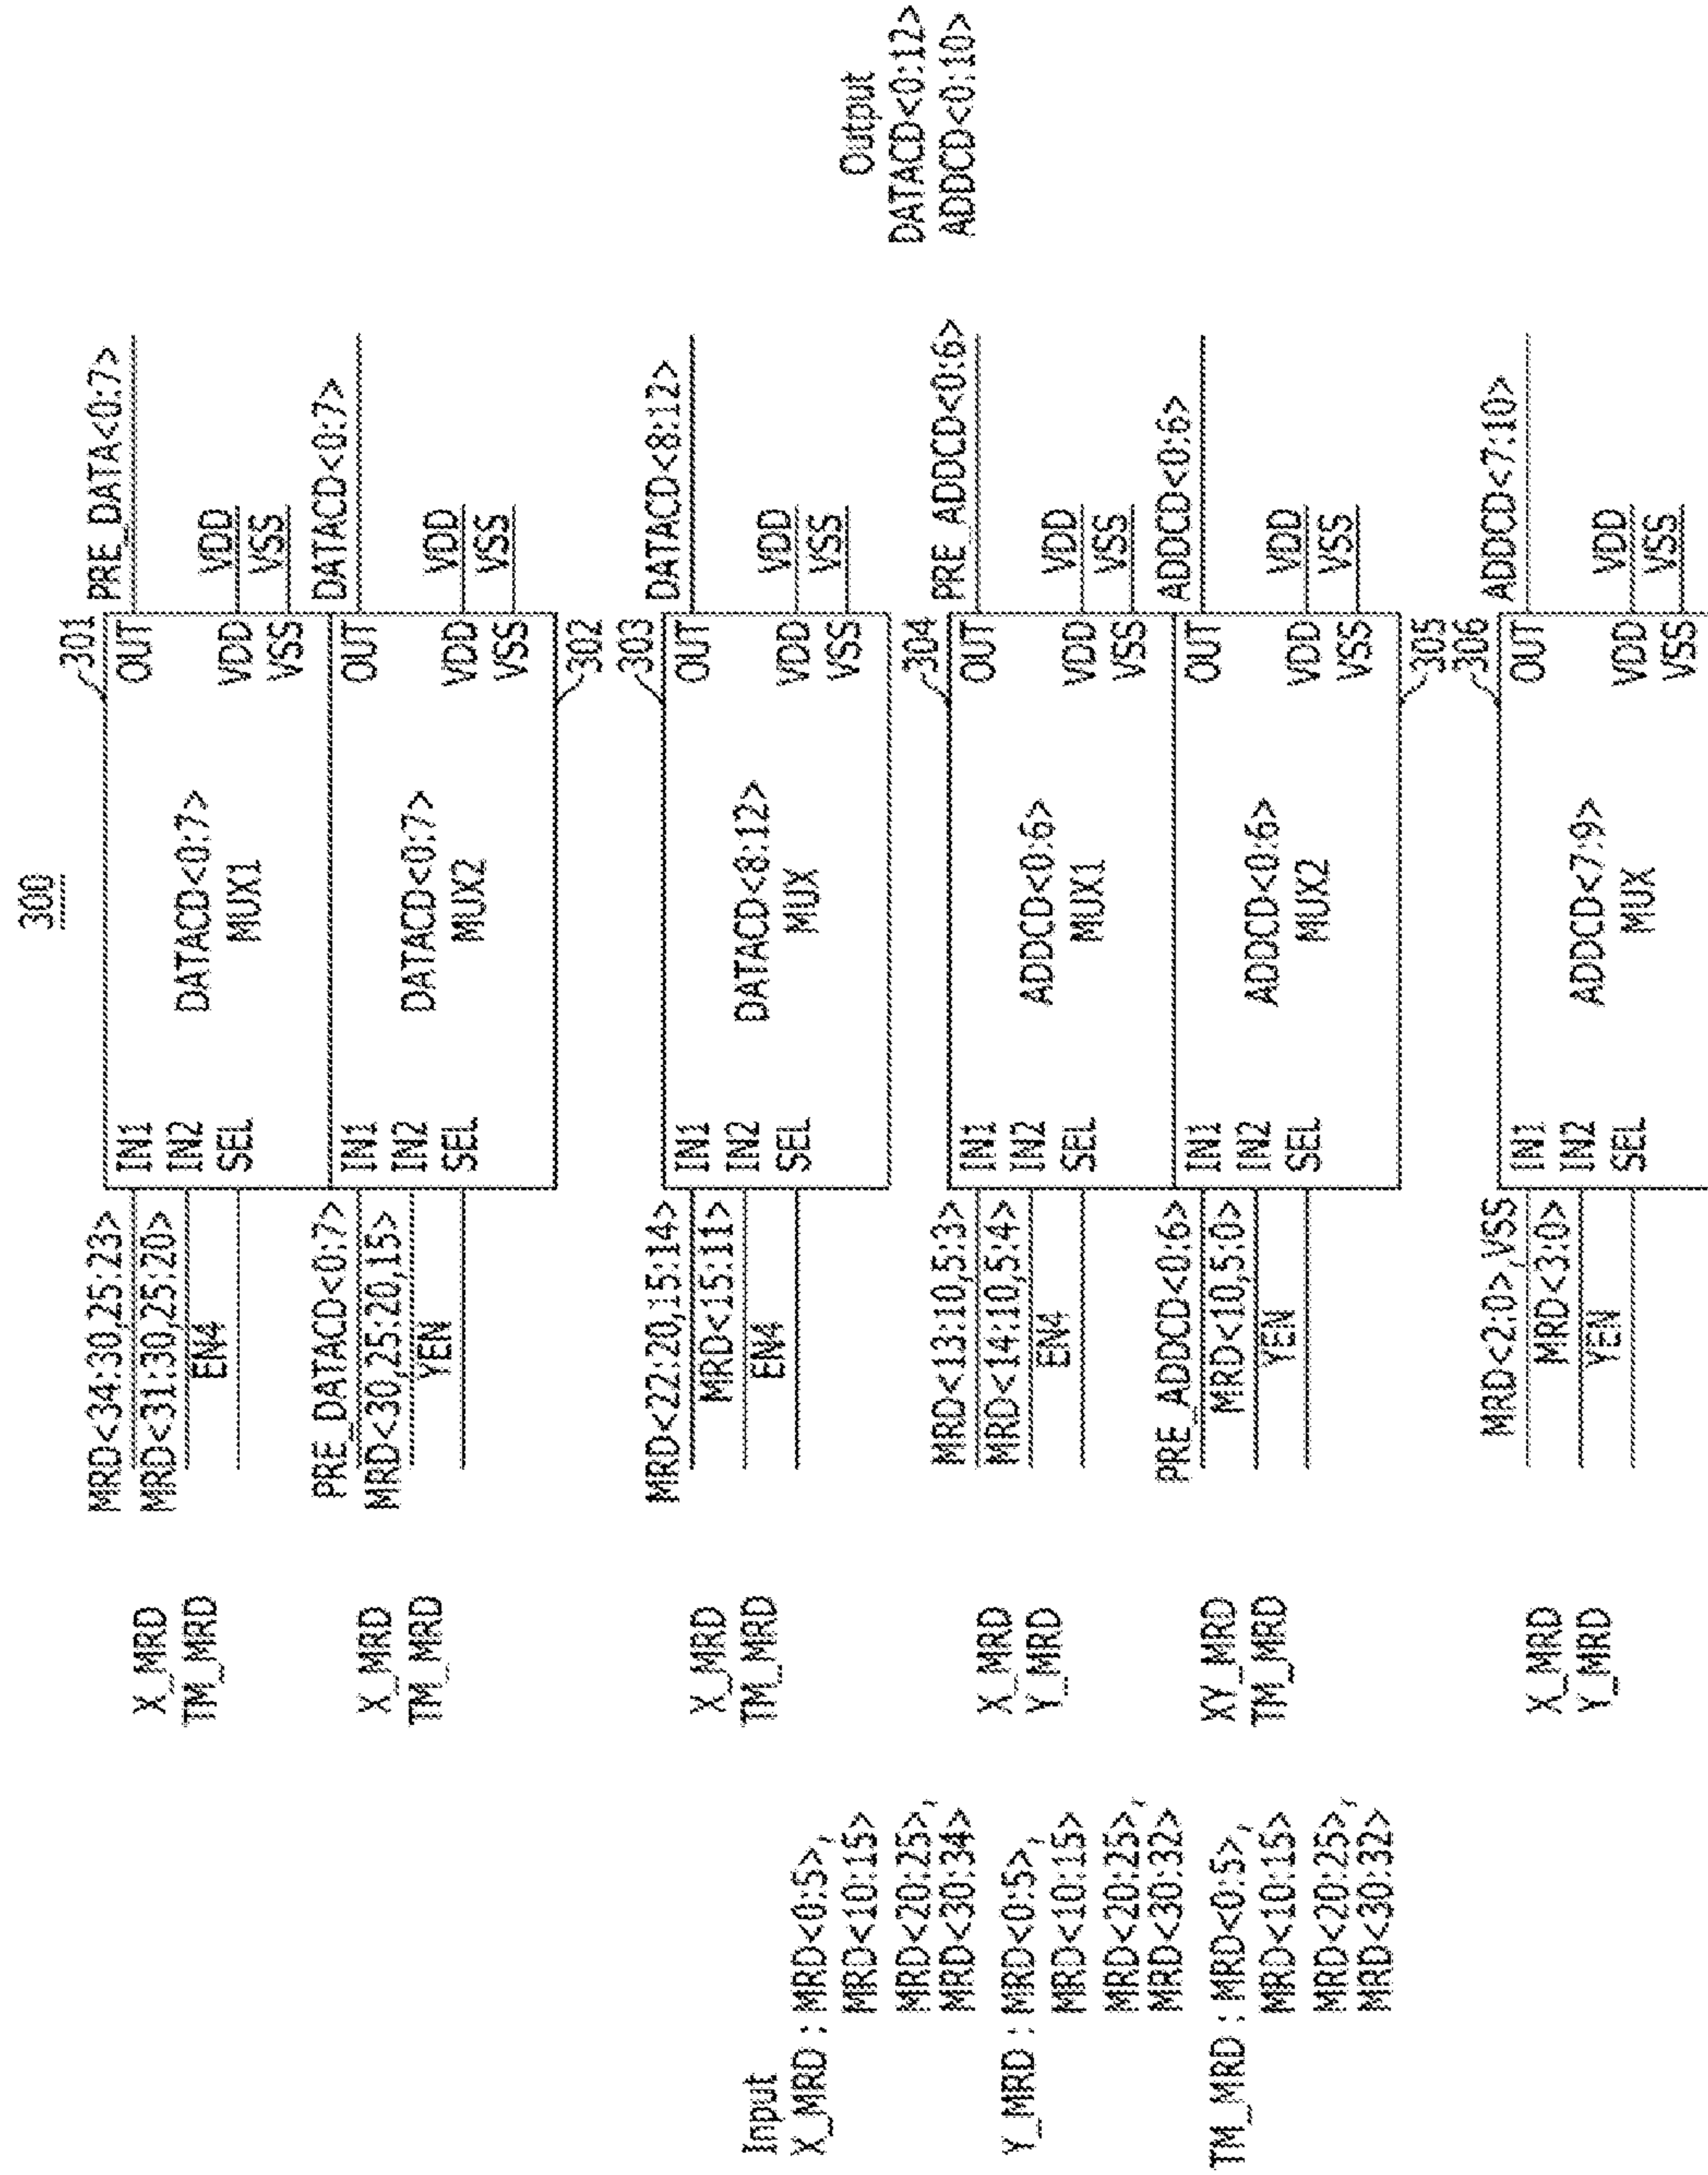 300
X_MRD
TM_MRD
MRD<34:30,25:23>
MRD<31:30,25:20>
EN4
IN1
IN2
SEL
DATACD<0:7>
MUX1
301
OUT
VDD
VSS
PRE_DATA<0:7>
VDD
VSS
X_MRD
TM_MRD
PRE_DATACD<0:7>
MRD<30,25:20,15>
YEN
IN1
IN2
SEL
DATACD<0:7>
MUX2
OUT
VDD
VSS
302
DATACD<0:7>
VDD
VSS
X_MRD
TM_MRD
MRD<22:20,15:14>
MRD<15:11>
EN4
IN1
IN2
SEL
DATACD<8:12>
MUX
303
OUT
VDD
VSS
DATACD<8:12>
VDD
VSS
X_MRD
Y_MRD
MRD<13:10,5:3>
MRD<14:10,5:4>
EN4
IN1
IN2
SEL
ADDCD<0:6>
MUX1
304
OUT
VDD
VSS
PRE_ADDCD<0:6>
VDD
VSS
XY_MRD
TM_MRD
PRE_ADDCD<0:6>
MRD<10,5:0>
YEN
IN1
IN2
SEL
ADDCD<0:6>
MUX2
OUT
VDD
VSS
305
ADDCD<0:6>
VDD
VSS
X_MRD
Y_MRD
MRD<2:0>,VSS
MRD<3:0>
YEN
IN1
IN2
SEL
ADDCD<7:9>
MUX
306
OUT
VDD
VSS
ADDCD<7:10>
VDD
VSS
Input
X_MRD : MRD<0:5>,
MRD<10:15>
MRD<20:25>,
MRD<30:34>
Y_MRD : MRD<0:5>,
MRD<10:15>
MRD<20:25>,
MRD<30:32>
TM_MRD : MRD<0:5>,
MRD<10:15>
MRD<20:25>,
MRD<30:32>
Output
DATACD<0:12>
ADDCD<0:10>